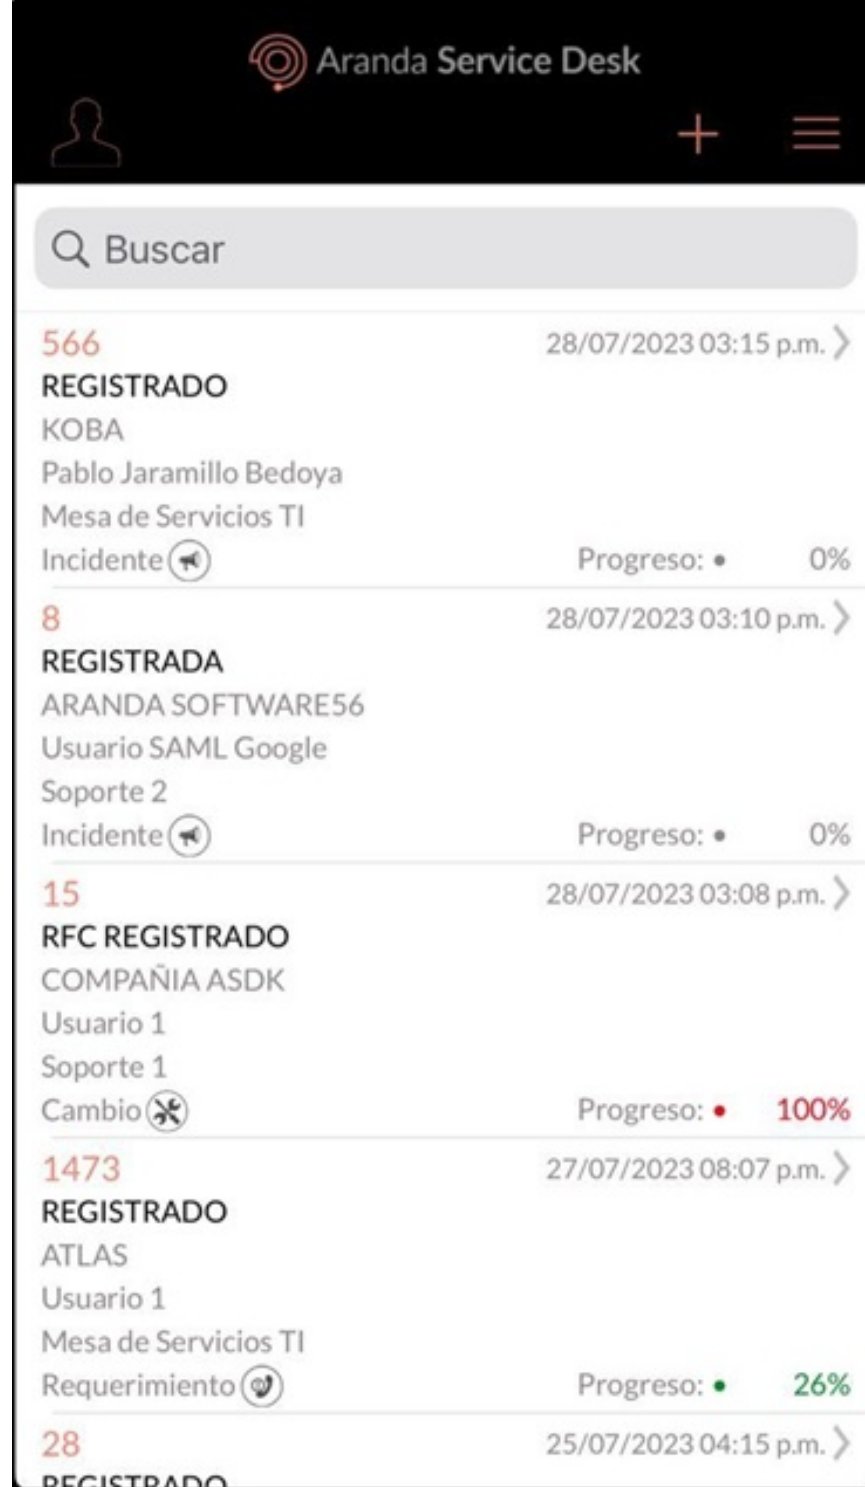 Aranda Service Desk
Buscar
566 28/07/2023 03:15 p.m.
REGISTRADO
KOBA
Pablo Jaramillo Bedoya
Mesa de Servicios TI
Incidente Progreso: 0%
8 28/07/2023 03:10 p.m.
REGISTRADA
ARANDA SOFTWARE56
Usuario SAML Google
Soporte 2
Incidente Progreso: 0%
15 28/07/2023 03:08 p.m.
RFC REGISTRADO
COMPAÑIA ASDK
Usuario 1
Soporte 1
Cambio Progreso: 100%
1473 27/07/2023 08:07 p.m.
REGISTRADO
ATLAS
Usuario 1
Mesa de Servicios TI
Requerimiento Progreso: 26%
28 25/07/2023 04:15 p.m.
REGISTRADO